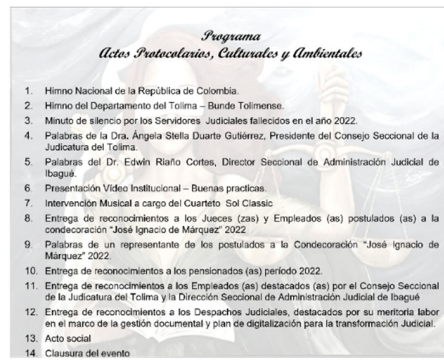 Programa
Actos Protocolarios, Culturales y Ambientales
1. Himno Nacional de la República de Colombia.
2. Himno del Departamento del Tolima – Bunde Tolimense.
3. Minuto de silencio por los Servidores Judiciales fallecidos en el año 2022.
4. Palabras de la Dra. Ángela Stella Duarte Gutiérrez, Presidente del Consejo Seccional de la
Judicatura del Tolima.
5. Palabras del Dr. Edwin Riaño Cortes, Director Seccional de Administración Judicial de
Ibagué.
6. Presentación Vídeo Institucional – Buenas practicas.
7. Intervención Musical a cargo del Cuarteto Sol Classic
8. Entrega de reconocimientos a los Jueces (zas) y Empleados (as) postulados (as) a la
condecoración "José Ignacio de Márquez" 2022
9. Palabras de un representante de los postulados a la Condecoración "José Ignacio de
Márquez" 2022.
10. Entrega de reconocimientos a los pensionados (as) período 2022.
11. Entrega de reconocimientos a los Empleados (as) destacados (as) por el Consejo Seccional
de la Judicatura del Tolima y la Dirección Seccional de Administración Judicial de Ibagué
12. Entrega de reconocimientos a los Despachos Judiciales, destacados por su meritoria labor
en el marco de la gestión documental y plan de digitalización para la transformación Judicial.
13. Acto social
14. Clausura del evento